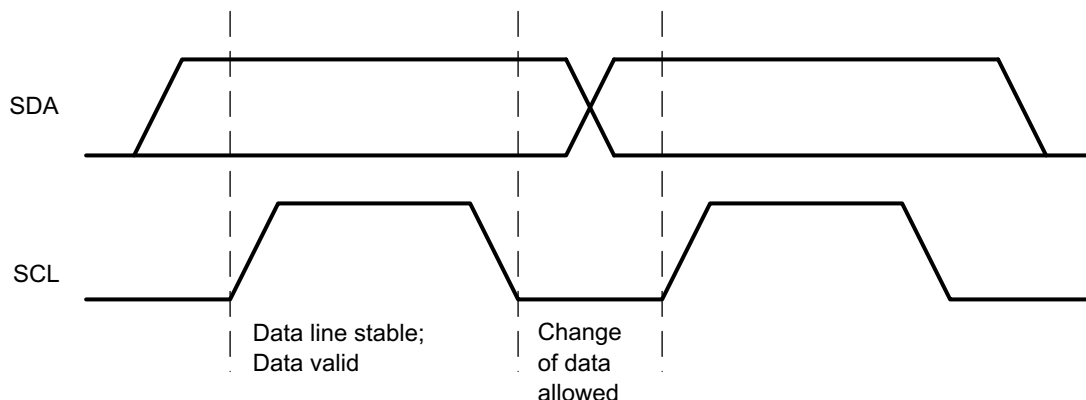 SDA
SCL
Data line stable;
Data valid
Change
of data
allowed